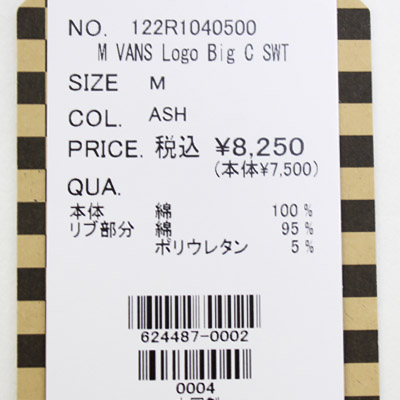 NO. 122R1040500
M VANS Logo Big C SWT
SIZE M
COL. ASH
PRICE. 税込 ¥8,250
(本体¥7,500)
QUA.
本体 綿 100%
リブ部分 綿 95%
ポリウレタン 5%
624487-0002
0004